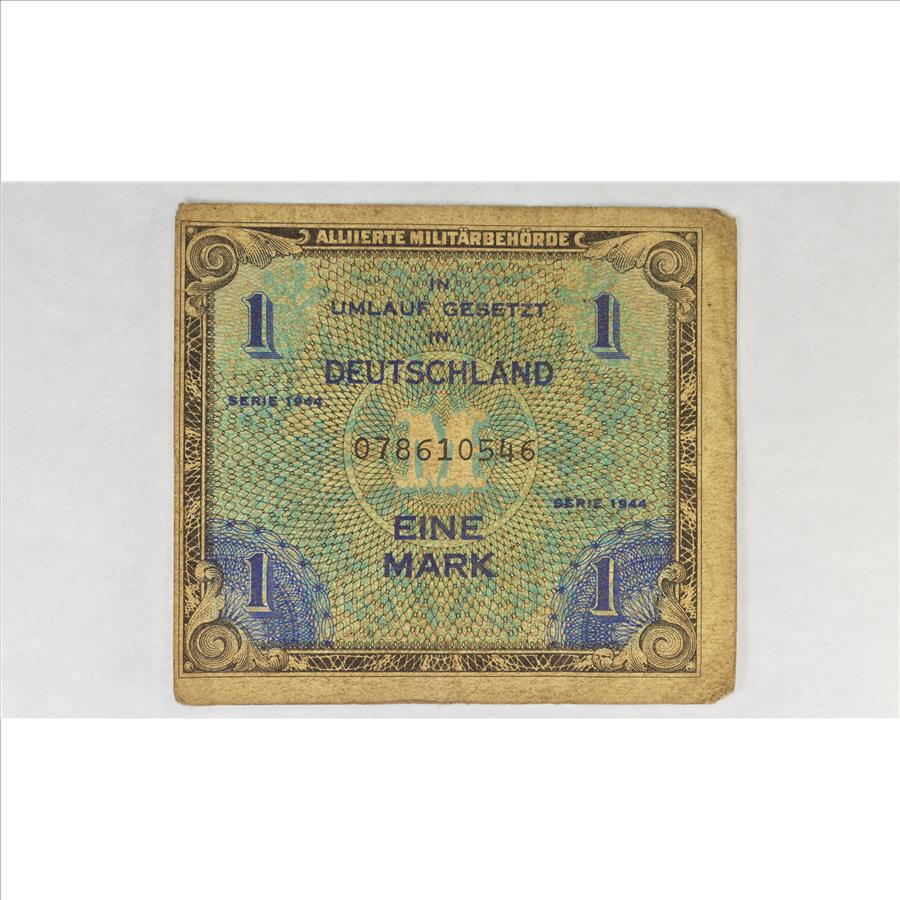 ALLIIERTE MILITÄRBEHÖRDE
IN
UMLAUF GESETZT
IN
1 1
DEUTSCHLAND
SERIE 1944
M
078610546
SERIE 1944
EINE
MARK
1 1